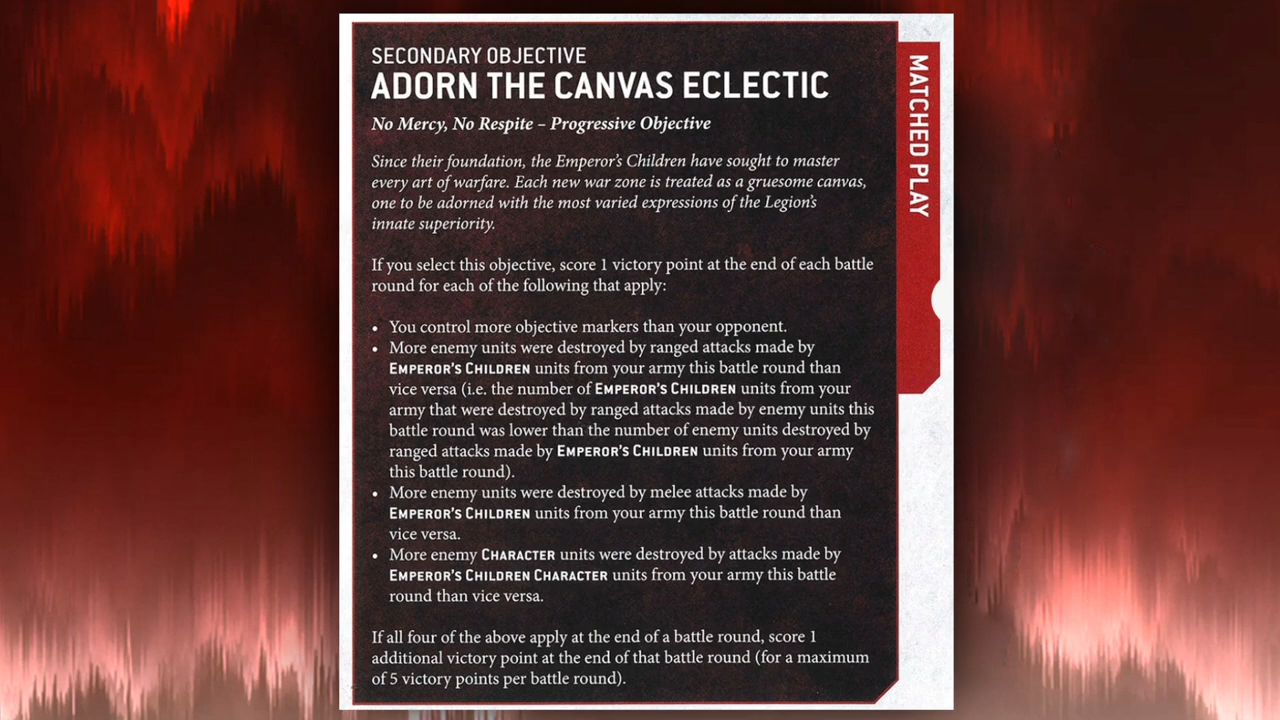 SECONDARY OBJECTIVE
ADORN THE CANVAS ECLECTIC
No Mercy, No Respite – Progressive Objective
Since their foundation, the Emperor's Children have sought to master
every art of warfare. Each new war zone is treated as a gruesome canvas,
one to be adorned with the most varied expressions of the Legion's
innate superiority.
If you select this objective, score 1 victory point at the end of each battle
round for each of the following that apply:
• You control more objective markers than your opponent.
• More enemy units were destroyed by ranged attacks made by
EMPEROR'S CHILDREN units from your army this battle round than
vice versa (i.e. the number of EMPEROR'S CHILDREN units from your
army that were destroyed by ranged attacks made by enemy units this
battle round was lower than the number of enemy units destroyed by
ranged attacks made by EMPEROR'S CHILDREN units from your army
this battle round).
• More enemy units were destroyed by melee attacks made by
EMPEROR'S CHILDREN units from your army this battle round than
vice versa.
• More enemy CHARACTER units were destroyed by attacks made by
EMPEROR'S CHILDREN CHARACTER units from your army this battle
round than vice versa.
If all four of the above apply at the end of a battle round, score 1
additional victory point at the end of that battle round (for a maximum
of 5 victory points per battle round).
MATCHED PLAY